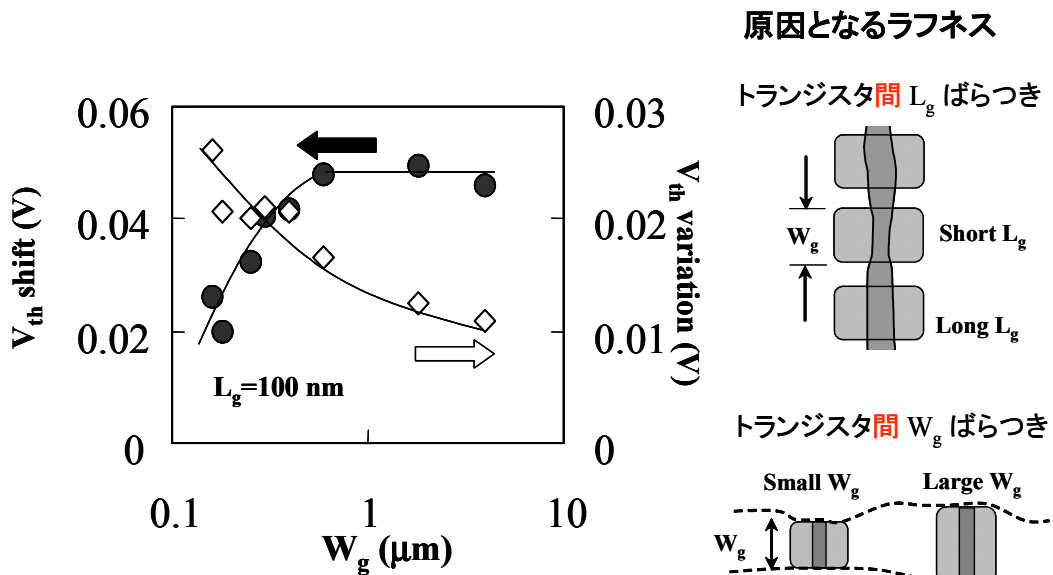 原因となるラフネス
トランジスタ間 Lg ばらつき
0.06
0.04
0.02
0
Vth shift (V)
0.03
0.02
0.01
0
Vth variation (V)
Lg=100 nm
0.1
1
10
Wg (μm)
Wg
Short Lg
Long Lg
トランジスタ間 Wg ばらつき
Small Wg
Large Wg
Wg